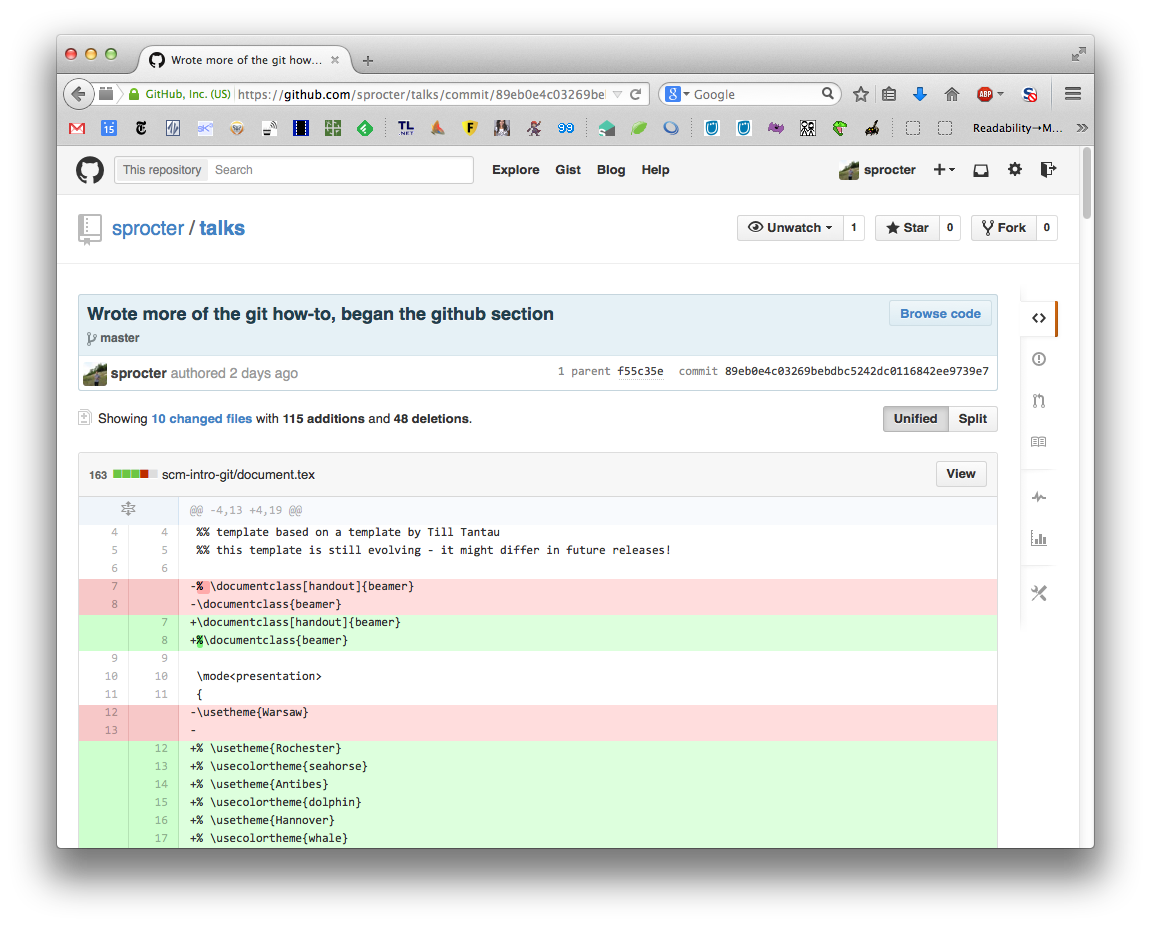 Wrote more of the git how...
GitHub, Inc. (US) https://github.com/sprocter/talks/commit/89eb0e4c03269be
Google
ABP
15 TL NET F 99 Readability→M... »
This repository Search Explore Gist Blog Help sprocter
sprocter / talks Unwatch 1 Star 0 Fork 0
Wrote more of the git how-to, began the github section Browse code
master
sprocter authored 2 days ago 1 parent f55c35e commit 89eb0e4c03269bebdbc5242dc0116842ee9739e7
Showing 10 changed files with 115 additions and 48 deletions. Unified Split
163 scm-intro-git/document.tex View
@@ -4,13 +4,19 @@
4 4 %% template based on a template by Till Tantau
5 5 %% this template is still evolving - it might differ in future releases!
6 6
7 -% \documentclass[handout]{beamer}
8 -\documentclass{beamer}
7 +\documentclass[handout]{beamer}
8 +%\documentclass{beamer}
9 9
10 10 \mode<presentation>
11 11 {
12 -\usetheme{Warsaw}
13 -
12 +% \usetheme{Rochester}
13 +% \usecolortheme{seahorse}
14 +% \usetheme{Antibes}
15 +% \usecolortheme{dolphin}
16 +% \usetheme{Hannover}
17 +% \usecolortheme{whale}